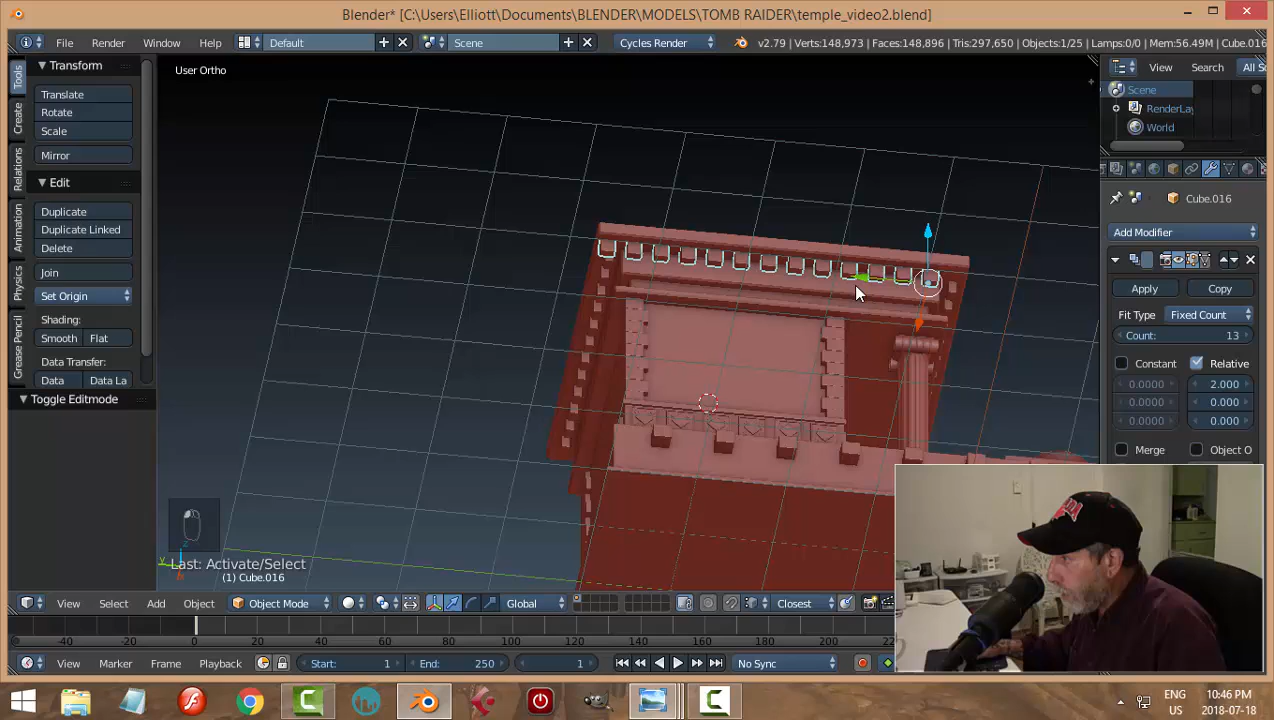 Blender* [C:\Users\Elliott\Documents\BLENDER\MODELS\TOMB RAIDER\temple_video2.blend]
File Render Window Help Default Scene Cycles Render v2.79 | Verts:148,973 | Faces:148,896 | Tris:297,650 | Objects:1/25 | Lamps:0/0 | Mem:56.49M | Cube.016
Tools
Create
Relations
Animation
Physics
Grease Pencil
Transform
Translate
Rotate
Scale
Mirror
Edit
Duplicate
Duplicate Linked
Delete
Join
Set Origin
Shading:
Smooth Flat
Data Transfer:
Data Data La
Toggle Editmode
User Ortho
Last: Activate/Select
(1) Cube.016
View Search All S
Scene
RenderLay
World
Cube.016
Add Modifier
Apply Copy
Fit Type Fixed Count
Count: 13
Constant Relative
0.0000 2.000
0.0000 0.000
0.0000 0.000
Merge Object O
View Select Add Object Object Mode Global Closest
-40 -20 0 20 40 60 80 100 120 140 160 180 200
View Marker Frame Playback Start: 1 End: 250 1 No Sync
ENG
US
10:46 PM
2018-07-18